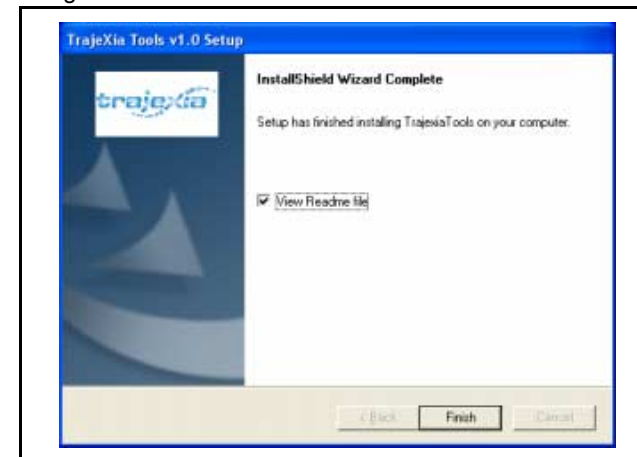 TrajeXia Tools v1.0 Setup
trajexia
InstallShield Wizard Complete
Setup has finished installing TrajexiaTools on your computer.
View Readme file
< Back
Finish
Cancel